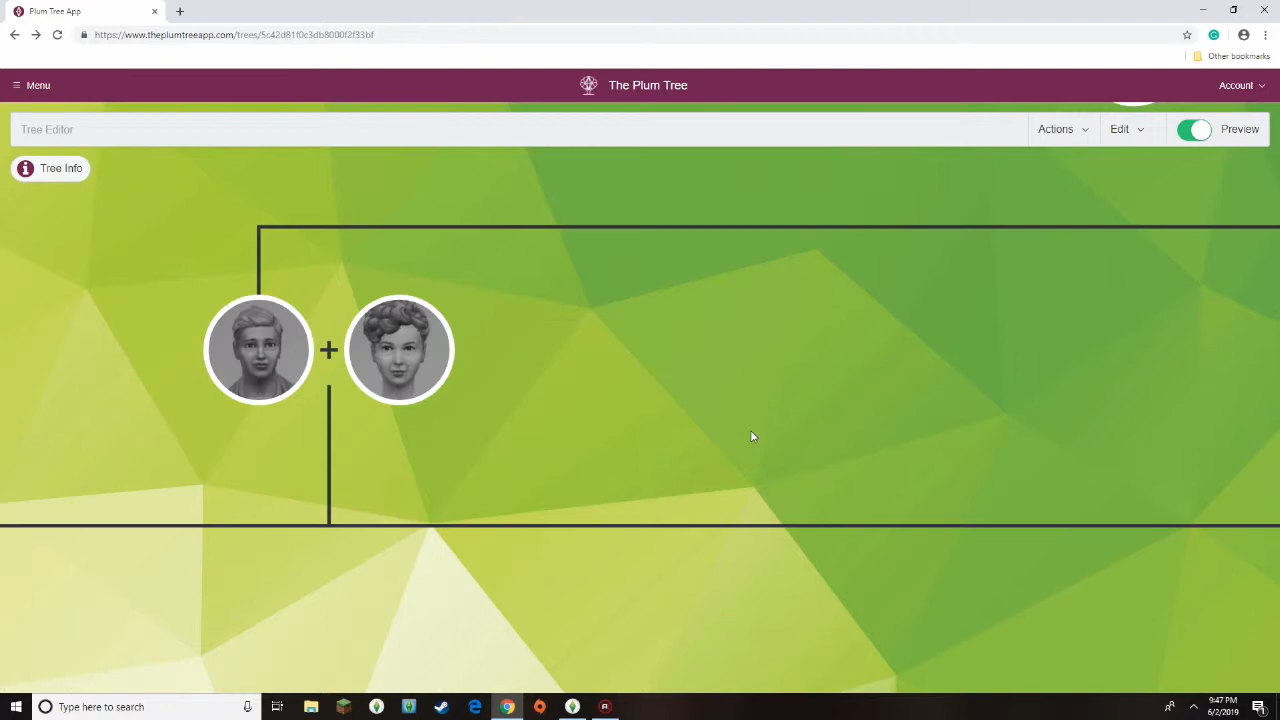 Plum Tree App
https://www.theplumtreeapp.com/trees/5c42d81f0c3db8000f2f33bf
Other bookmarks
Menu
The Plum Tree
Account
Tree Editor
Actions
Edit
Preview
Tree Info
Type here to search
9:47 PM
6/2/2019